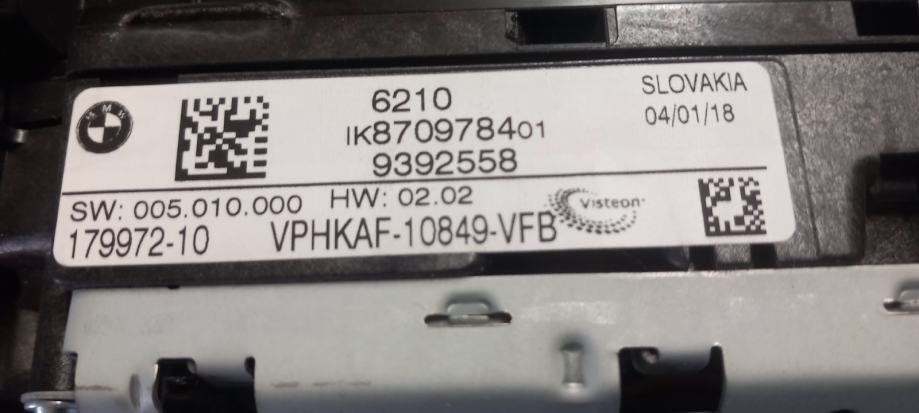 BMW
6210
SLOVAKIA
04/01/18
IK870978401
9392558
SW: 005.010.000 HW: 02.02
Visteon
179972-10 VPHKAF-10849-VFB